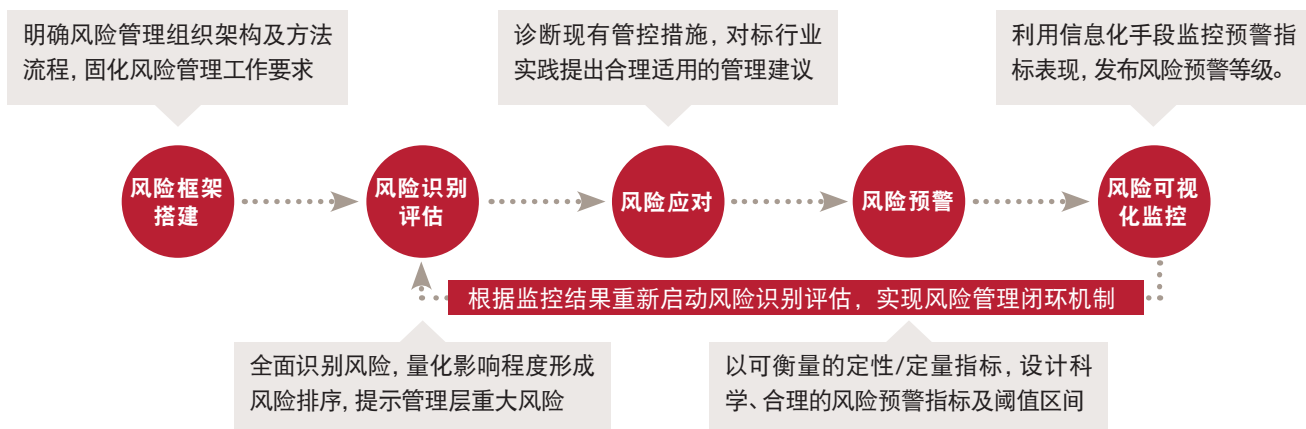 明确风险管理组织架构及方法
流程，固化风险管理工作要求
诊断现有管控措施，对标行业
实践提出合理适用的管理建议
利用信息化手段监控预警指
标表现，发布风险预警等级。
风险框架
搭建
风险识别
评估
风险应对
风险预警
风险可视
化监控
根据监控结果重新启动风险识别评估，实现风险管理闭环机制
全面识别风险，量化影响程度形成
风险排序，提示管理层重大风险
以可衡量的定性/定量指标，设计科
学、合理的风险预警指标及阈值区间